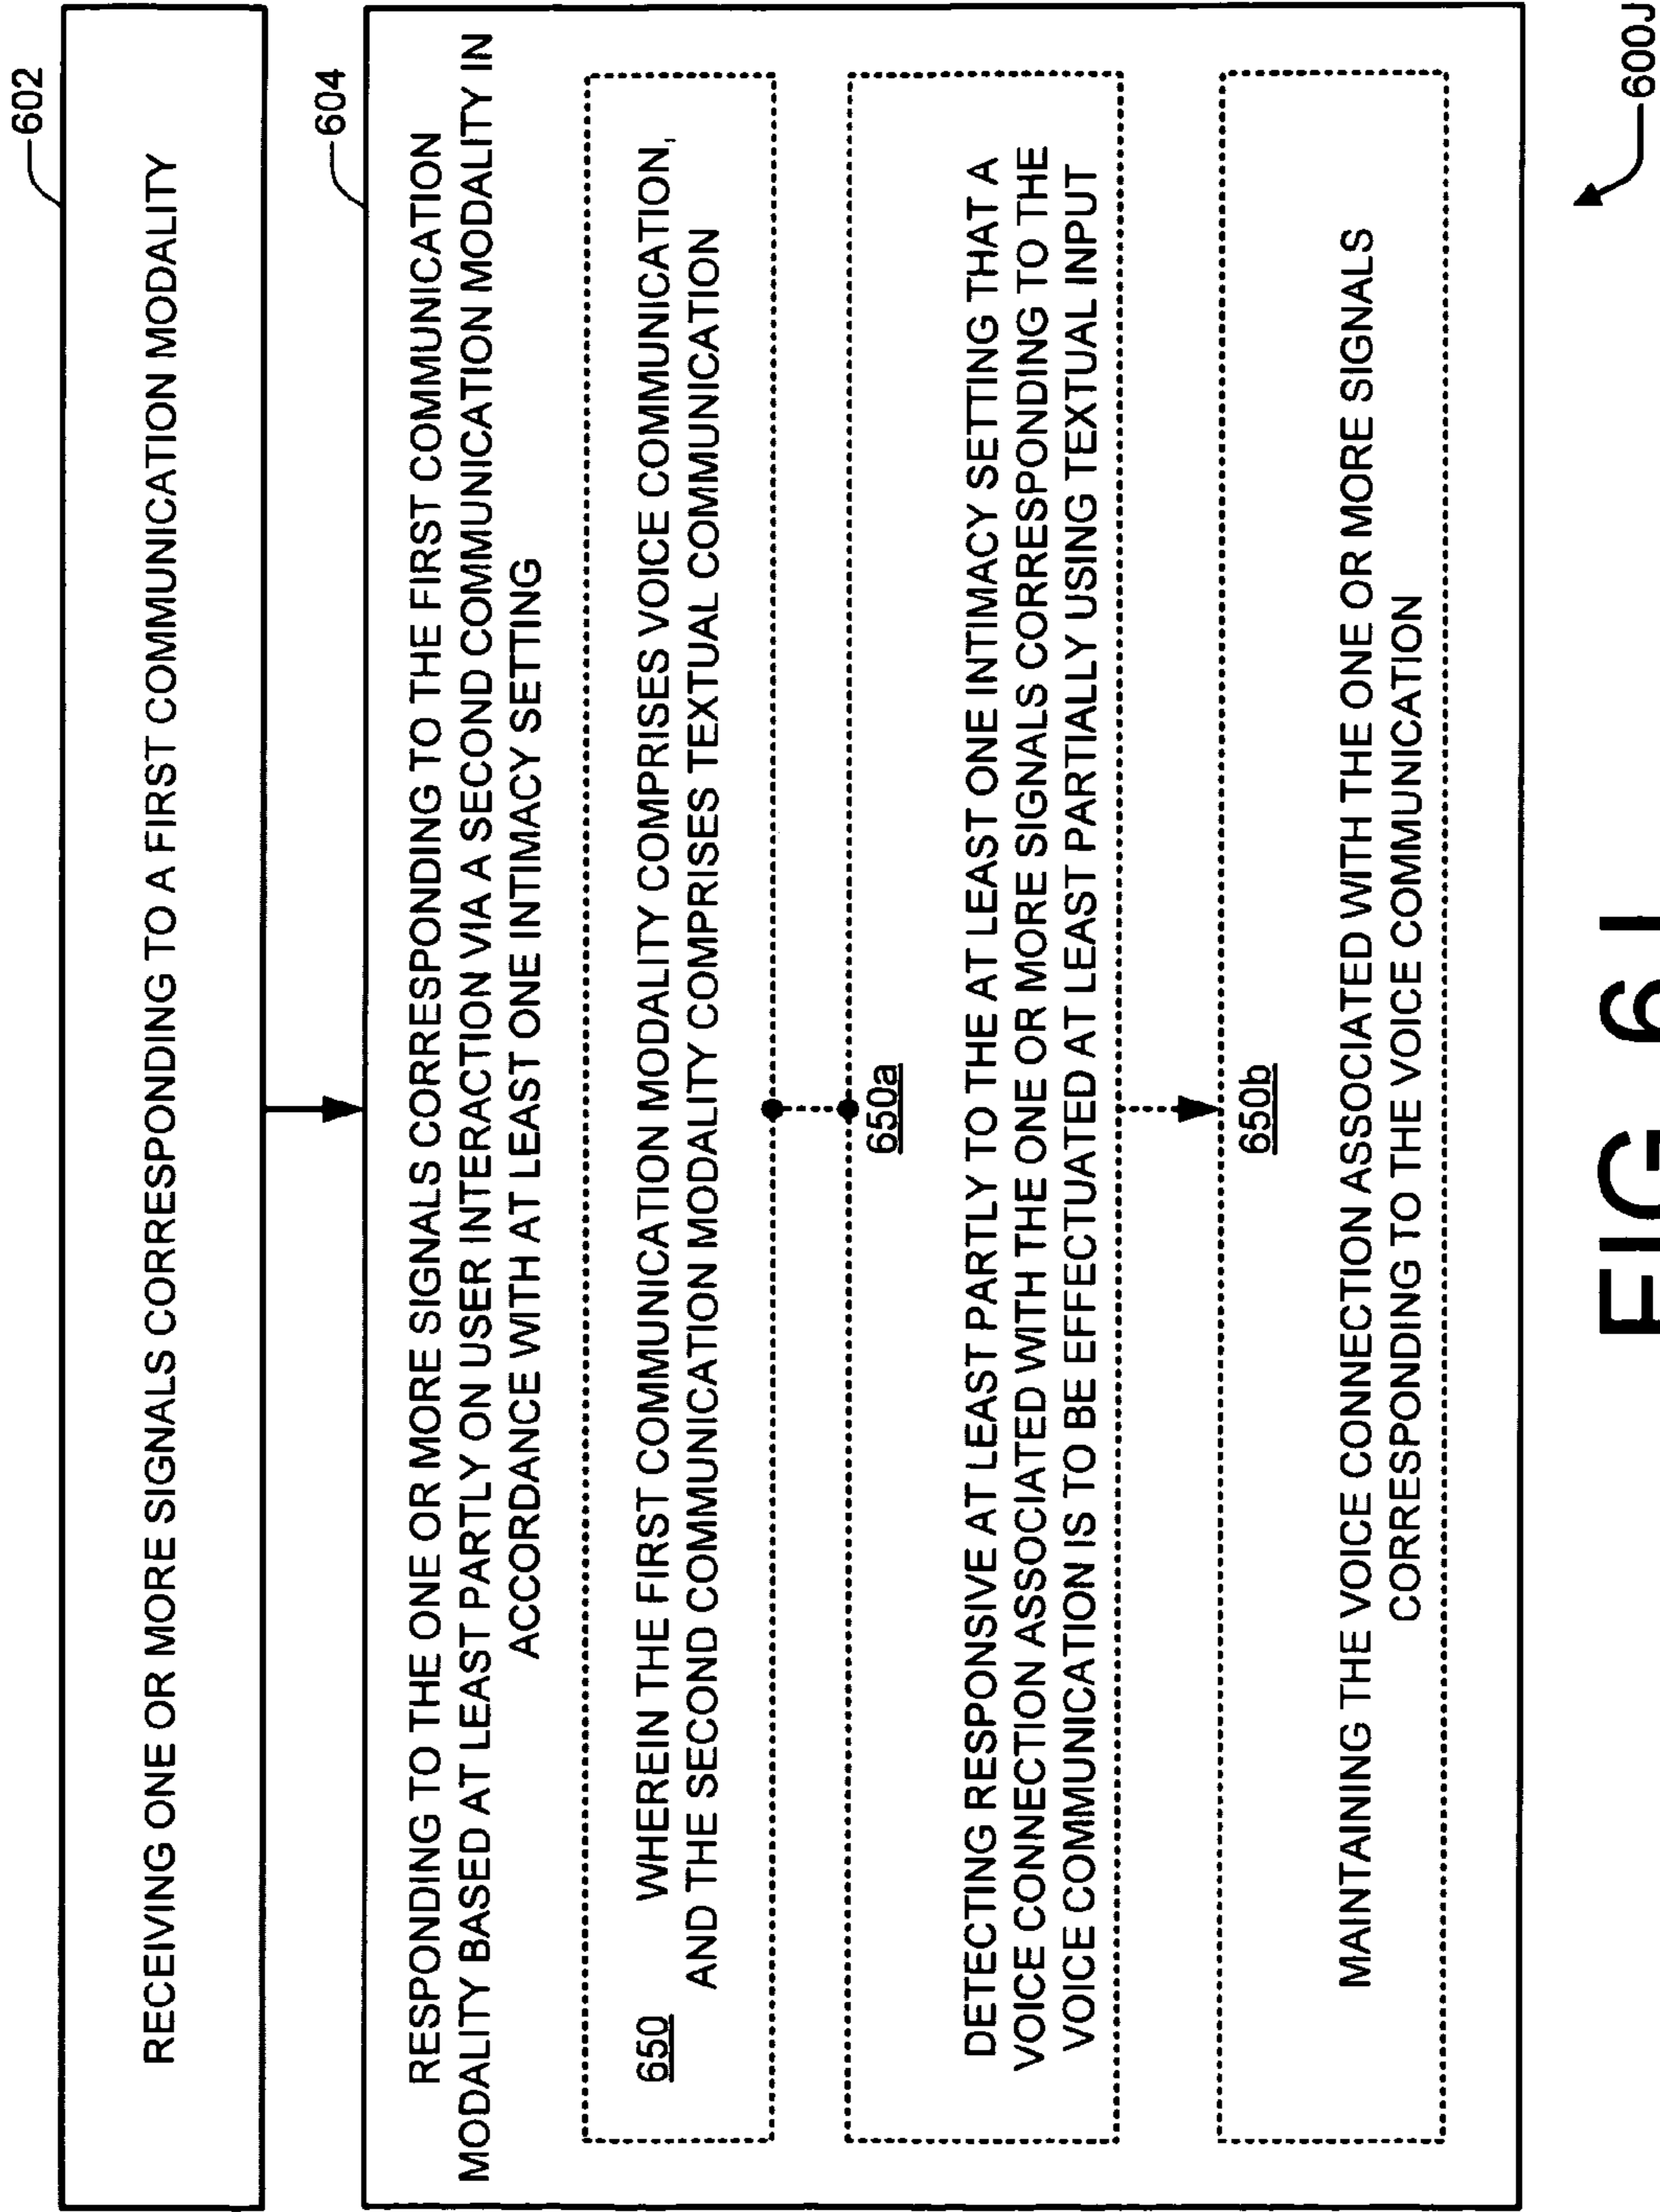 602
RECEIVING ONE OR MORE SIGNALS CORRESPONDING TO A FIRST COMMUNICATION MODALITY
604
RESPONDING TO THE ONE OR MORE SIGNALS CORRESPONDING TO THE FIRST COMMUNICATION
MODALITY BASED AT LEAST PARTLY ON USER INTERACTION VIA A SECOND COMMUNICATION MODALITY IN
ACCORDANCE WITH AT LEAST ONE INTIMACY SETTING
650 WHEREIN THE FIRST COMMUNICATION MODALITY COMPRISES VOICE COMMUNICATION,
AND THE SECOND COMMUNICATION MODALITY COMPRISES TEXTUAL COMMUNICATION
650a
DETECTING RESPONSIVE AT LEAST PARTLY TO THE AT LEAST ONE INTIMACY SETTING THAT A
VOICE CONNECTION ASSOCIATED WITH THE ONE OR MORE SIGNALS CORRESPONDING TO THE
VOICE COMMUNICATION IS TO BE EFFECTUATED AT LEAST PARTIALLY USING TEXTUAL INPUT
650b
MAINTAINING THE VOICE CONNECTION ASSOCIATED WITH THE ONE OR MORE SIGNALS
CORRESPONDING TO THE VOICE COMMUNICATION
600J
FIG 6